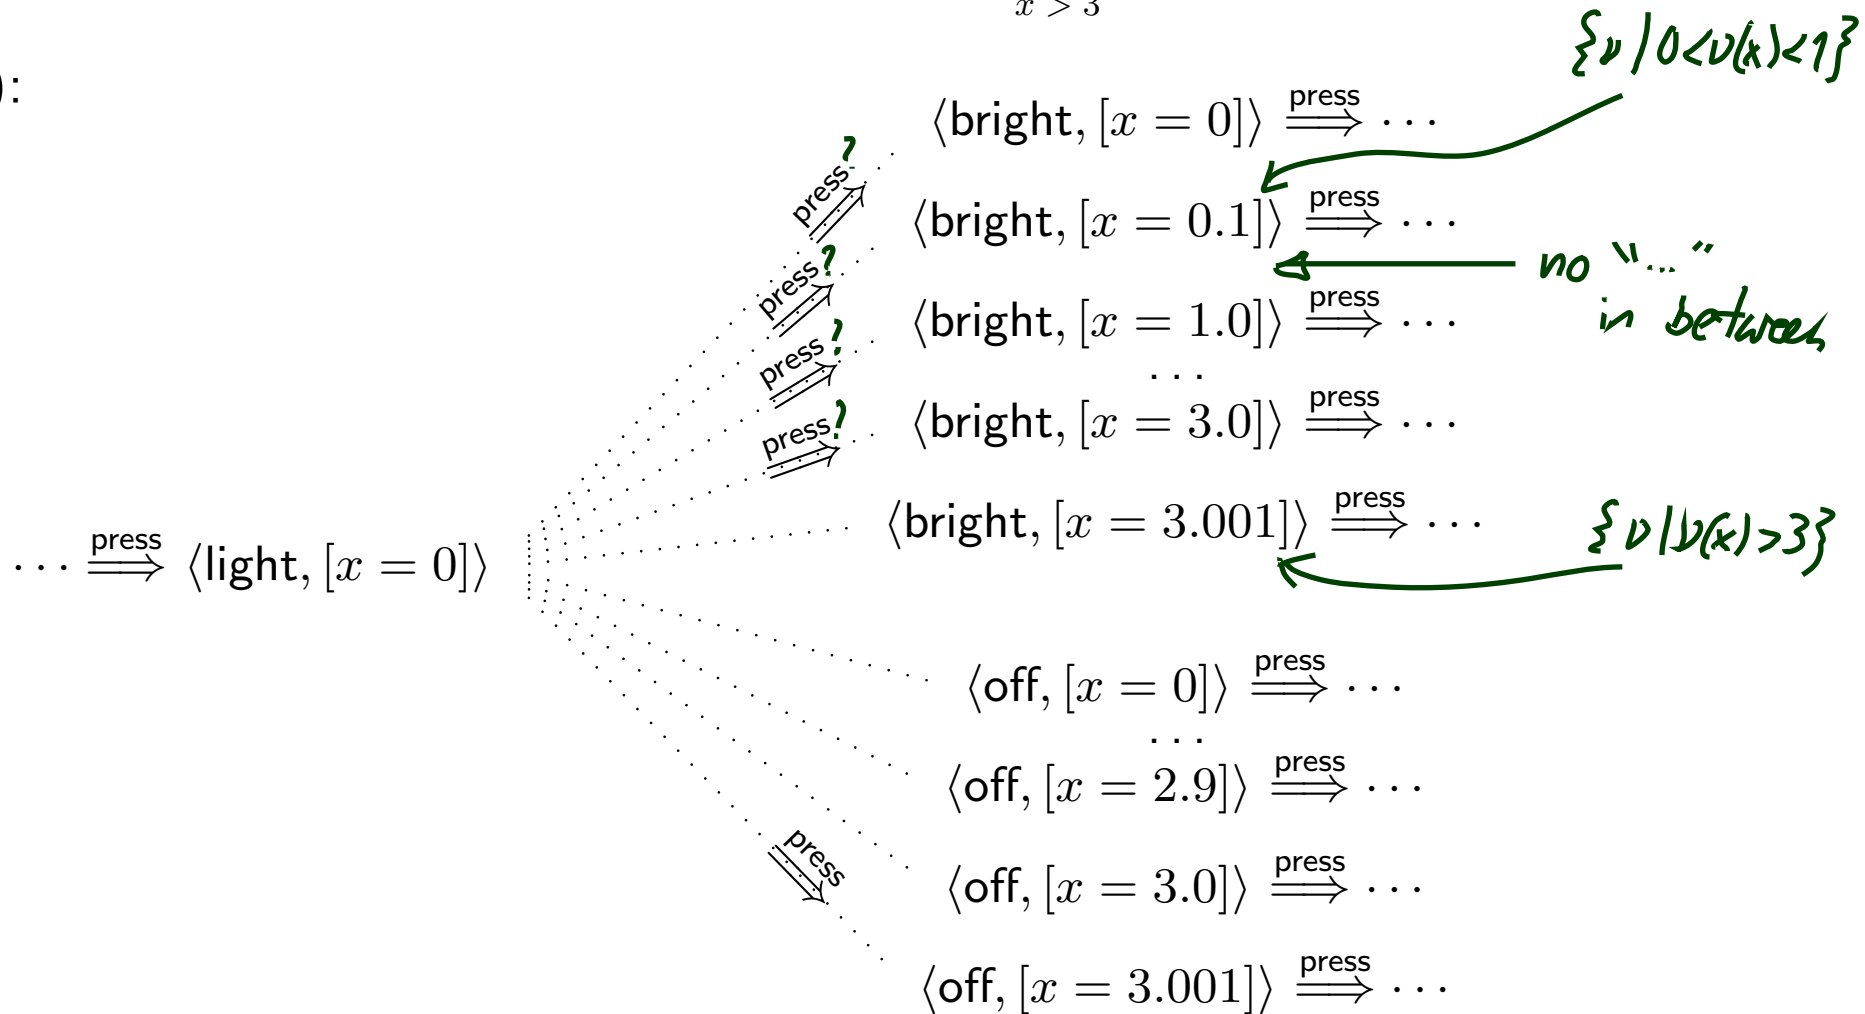 x > 3
{ν | 0<ν(x)<1}
):
⟨bright, [x = 0]⟩ press ⟹ ···
press?
⟨bright, [x = 0.1]⟩ press ⟹ ···
press?
no "..."
in between
⟨bright, [x = 1.0]⟩ press ⟹ ···
press?
···
⟨bright, [x = 3.0]⟩ press ⟹ ···
press?
⟨bright, [x = 3.001]⟩ press ⟹ ···
{ν | ν(x)>3}
··· press ⟹ ⟨light, [x = 0]⟩
⟨off, [x = 0]⟩ press ⟹ ···
···
⟨off, [x = 2.9]⟩ press ⟹ ···
press
⟨off, [x = 3.0]⟩ press ⟹ ···
⟨off, [x = 3.001]⟩ press ⟹ ···